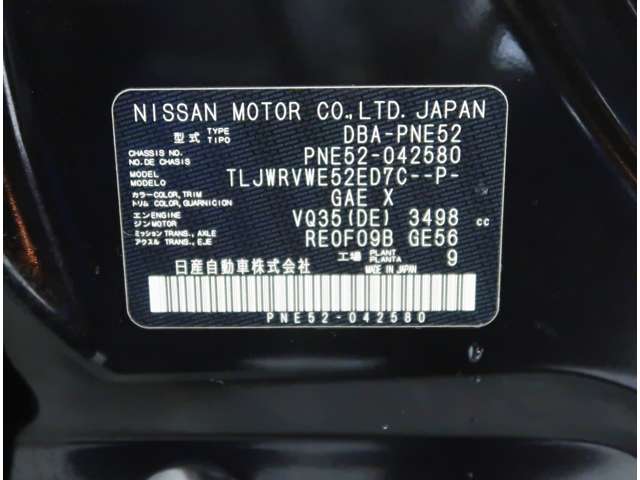 NISSAN MOTOR CO.,LTD. JAPAN
型式 TYPE TIPO DBA-PNE52
CHASSIS NO. No. DE CHASIS PNE52-042580
MODEL MODELO TLJWRVWE52ED7C--P-
カラー COLOR, TRIM トリム COLOR, GUARNICION GAE X
エンジン ENGINE MOTOR VQ35(DE) 3498 cc
ミッション TRANS., AXLE アクスル TRANS., EJE RE0F09B GE56
工場 PLANT PLANTA 9
日産自動車株式会社 MADE IN JAPAN
PNE52-042580